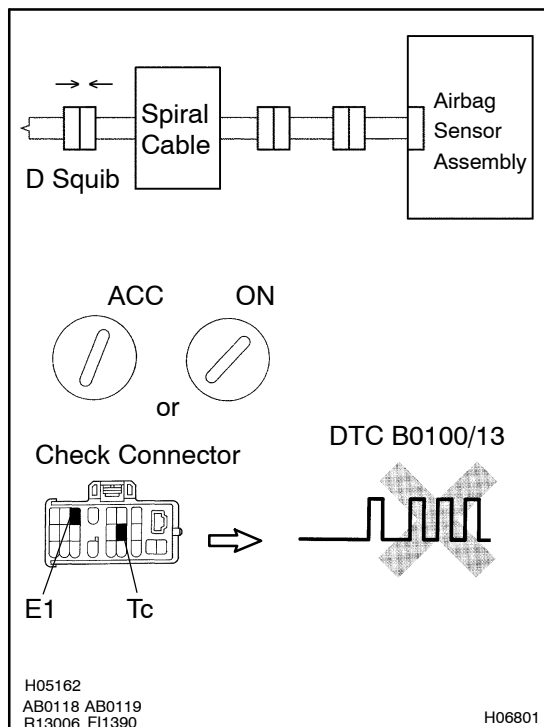 Spiral
Cable
Airbag
Sensor
Assembly
D Squib
ACC
ON
or
DTC B0100/13
Check Connector
E1
Tc
H05162
AB0118 AB0119
R13006 FI1390
H06801